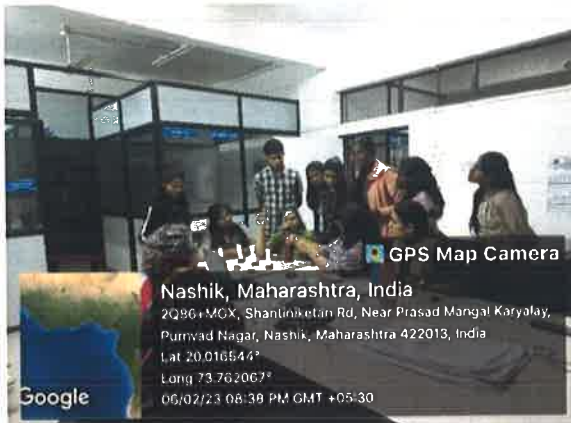 GPS Map Camera
Nashik, Maharashtra, India
2Q86+MGX, Shantiniketan Rd, Near Prasad Mangal Karyalay,
Pumvad Nagar, Nashik, Maharashtra 422013, India
Lat 20.016544°
Long 73.762067°
06/02/23 08:38 PM GMT +05:30
Google